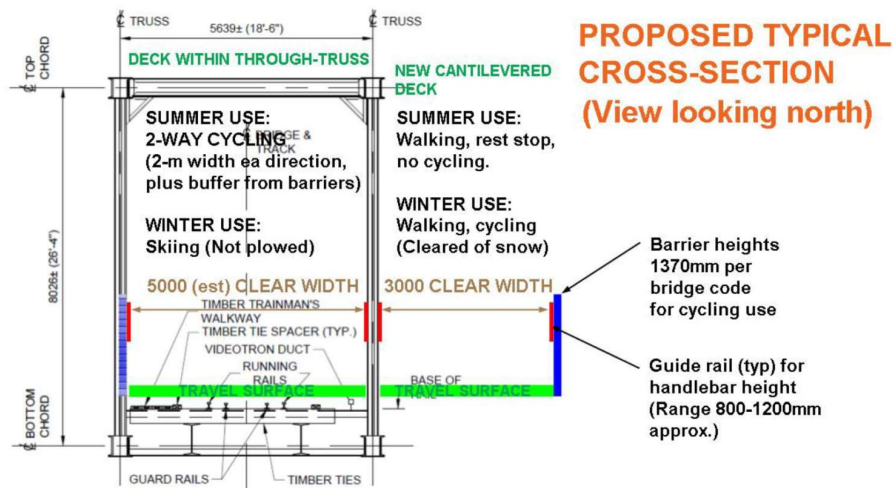 ℄ TRUSS
℄ TRUSS
5639± (18'-6")
DECK WITHIN THROUGH-TRUSS
NEW CANTILEVERED
DECK
PROPOSED TYPICAL
CROSS-SECTION
(View looking north)
℄ TOP
CHORD
SUMMER USE:
2-WAY CYCLING
(2-m width ea direction,
plus buffer from barriers)
BRIDGE &
TRACK
SUMMER USE:
Walking, rest stop,
no cycling.
WINTER USE:
Skiing (Not plowed)
WINTER USE:
Walking, cycling
(Cleared of snow)
8026± (26'-4")
5000 (est) CLEAR WIDTH
3000 CLEAR WIDTH
Barrier heights
1370mm per
bridge code
for cycling use
TIMBER TRAINMAN'S
WALKWAY
TIMBER TIE SPACER (TYP.)
VIDEOTRON DUCT
RUNNING
RAILS
TRAVEL SURFACE
BASE OF
TRAVEL SURFACE
Guide rail (typ) for
handlebar height
(Range 800-1200mm
approx.)
℄ BOTTOM
CHORD
GUARD RAILS
TIMBER TIES